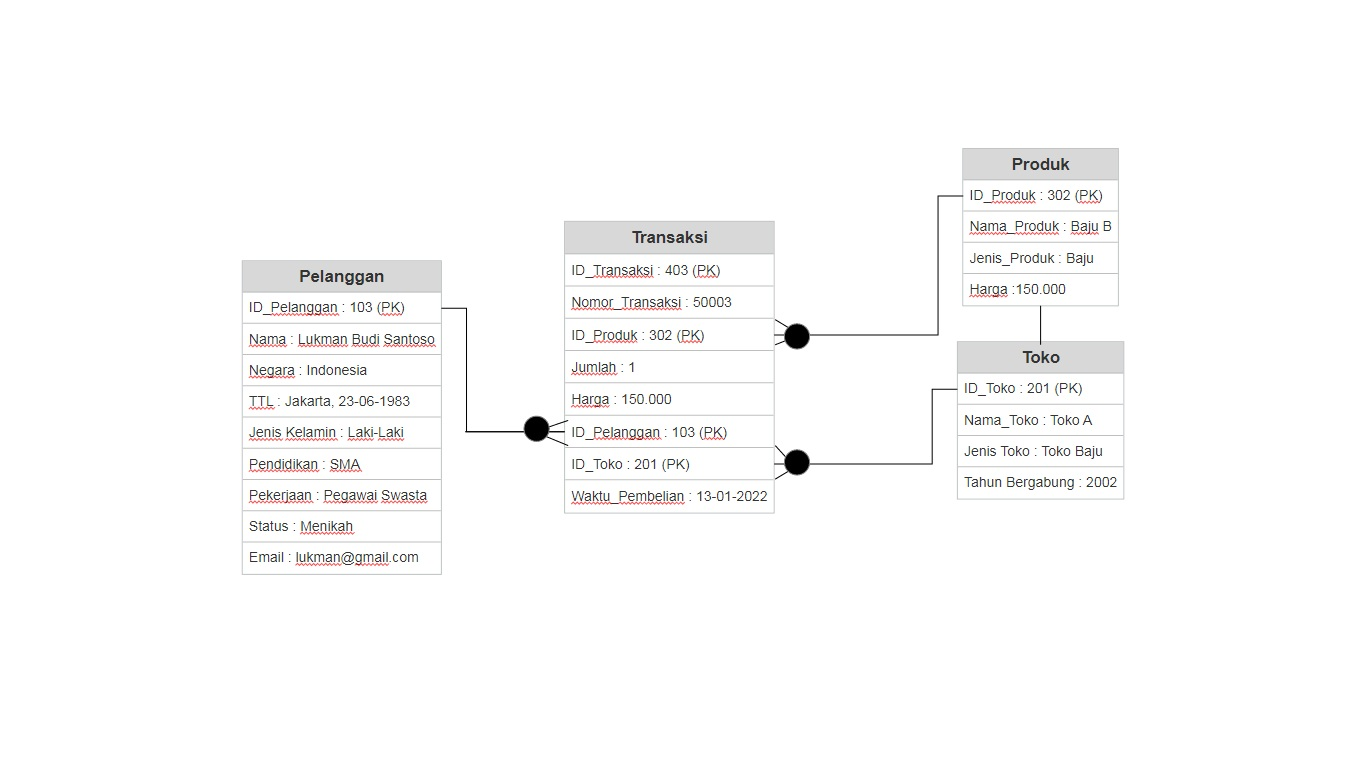 Pelanggan
ID_Pelanggan : 103 (PK)
Nama : Lukman Budi Santoso
Negara : Indonesia
TTL : Jakarta, 23-06-1983
Jenis Kelamin : Laki-Laki
Pendidikan : SMA
Pekerjaan : Pegawai Swasta
Status : Menikah
Email : lukman@gmail.com
Transaksi
ID_Transaksi : 403 (PK)
Nomor_Transaksi : 50003
ID_Produk : 302 (PK)
Jumlah : 1
Harga : 150.000
ID_Pelanggan : 103 (PK)
ID_Toko : 201 (PK)
Waktu_Pembelian : 13-01-2022
Produk
ID_Produk : 302 (PK)
Nama_Produk : Baju B
Jenis_Produk : Baju
Harga :150.000
Toko
ID_Toko : 201 (PK)
Nama_Toko : Toko A
Jenis Toko : Toko Baju
Tahun Bergabung : 2002